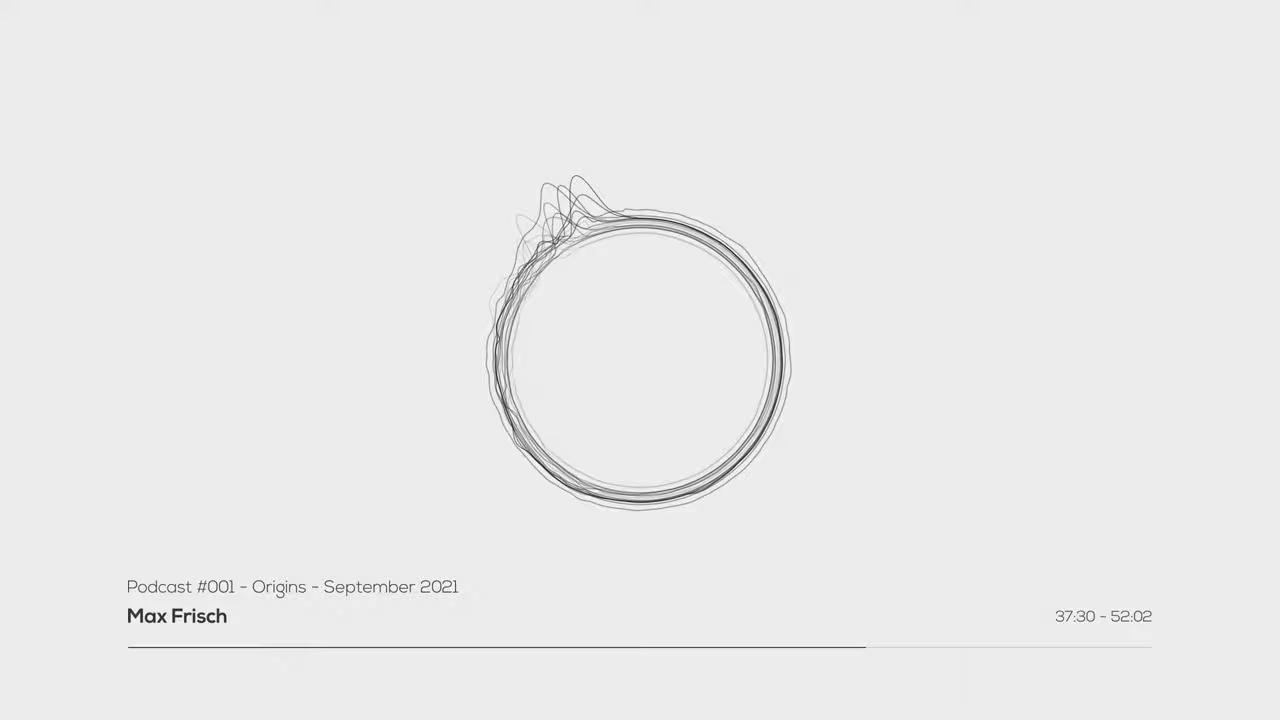 Podcast #001 - Origins - September 2021
Max Frisch
37:30 - 52:02